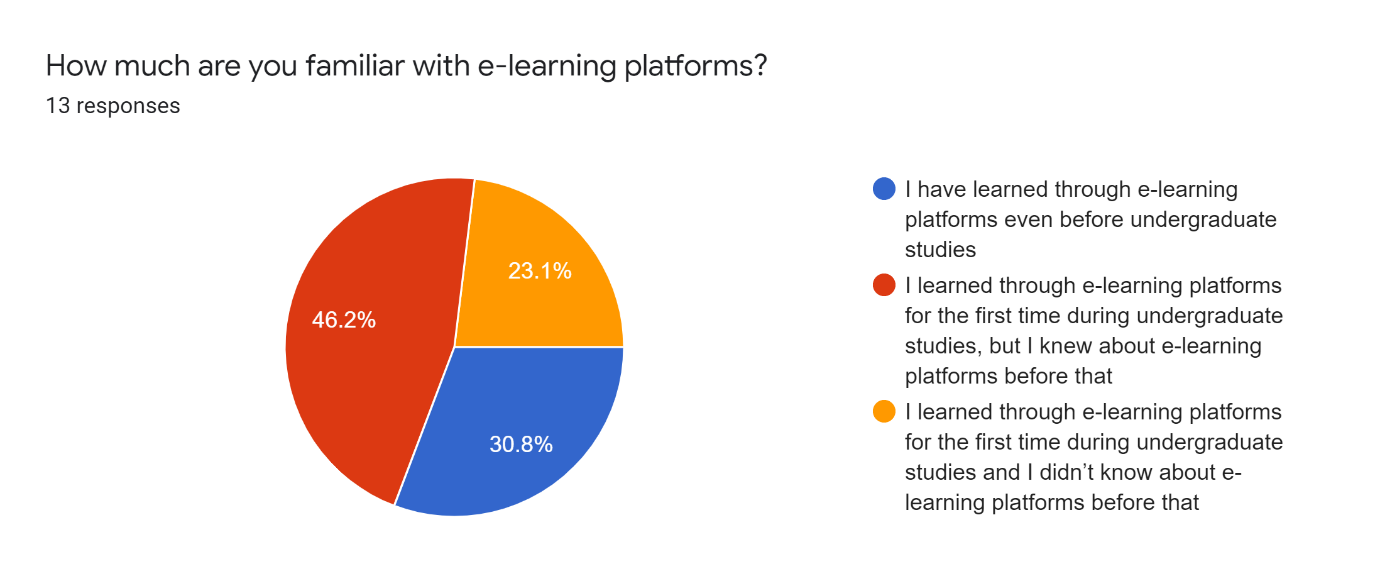 How much are you familiar with e-learning platforms?
13 responses
23.1%
46.2%
30.8%
I have learned through e-learning
platforms even before undergraduate
studies
I learned through e-learning platforms
for the first time during undergraduate
studies, but I knew about e-learning
platforms before that
I learned through e-learning platforms
for the first time during undergraduate
studies and I didn’t know about e-
learning platforms before that